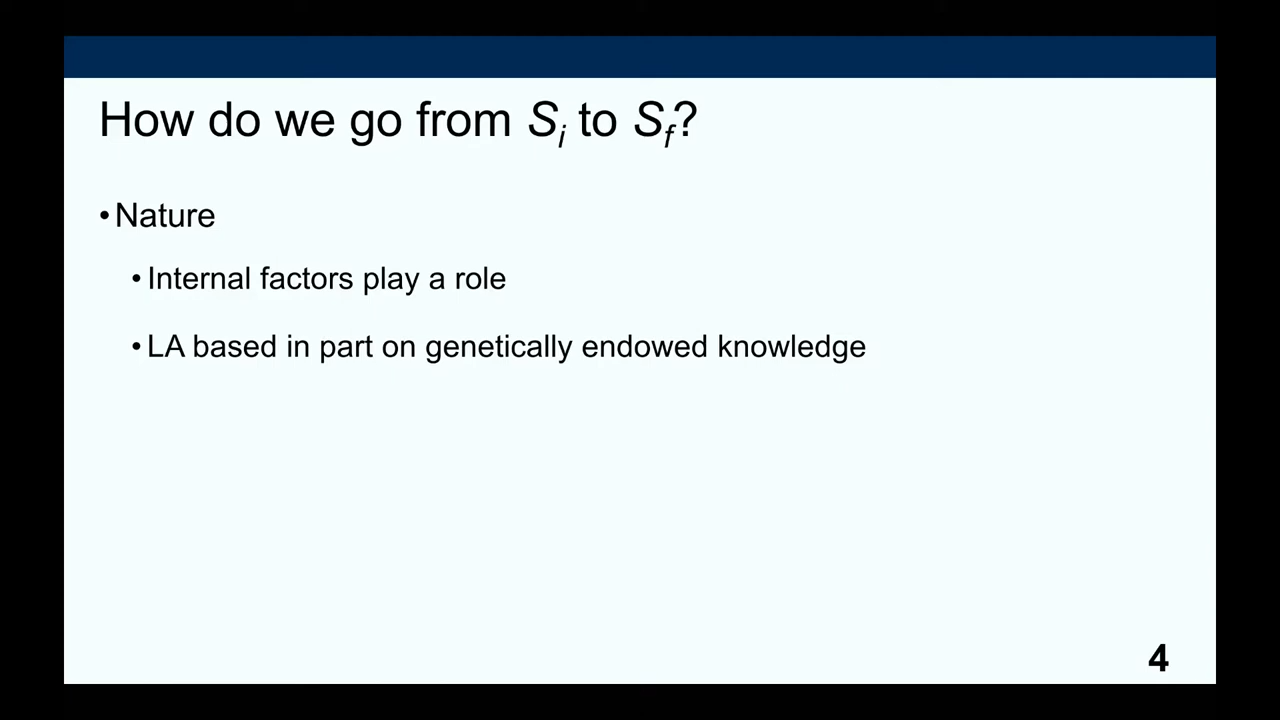 How do we go from Si to Sf?
•Nature
•Internal factors play a role
•LA based in part on genetically endowed knowledge
4